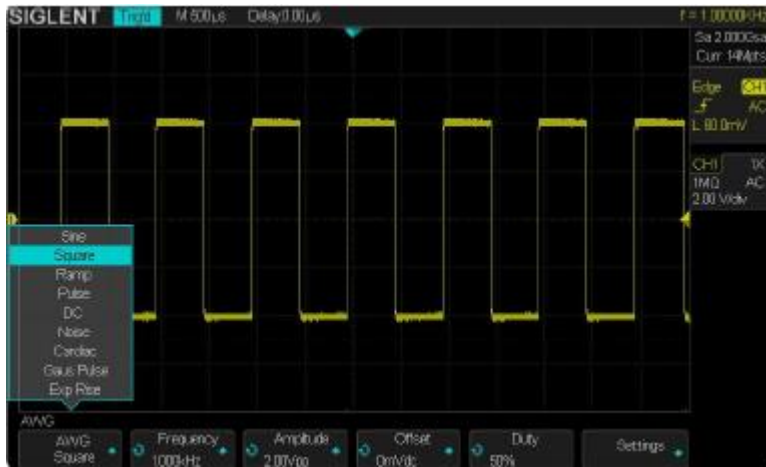 SIGLENT Trig'd M 500μs Delay:0.00μs f = 1.00000KHz
Sa 2.00GSa
Curr 14Mpts
Edge CH1
AC
L 80.0mV
CH1 1X
1MΩ AC
2.00 V/div
Sine
Square
Ramp
Pulse
DC
Noise
Cardiac
Gaus Pulse
Exp Rise
AWG
AWG Frequency Amplitude Offset Duty Settings
Square 1.000kHz 2.00Vpp 0mVdc 50%